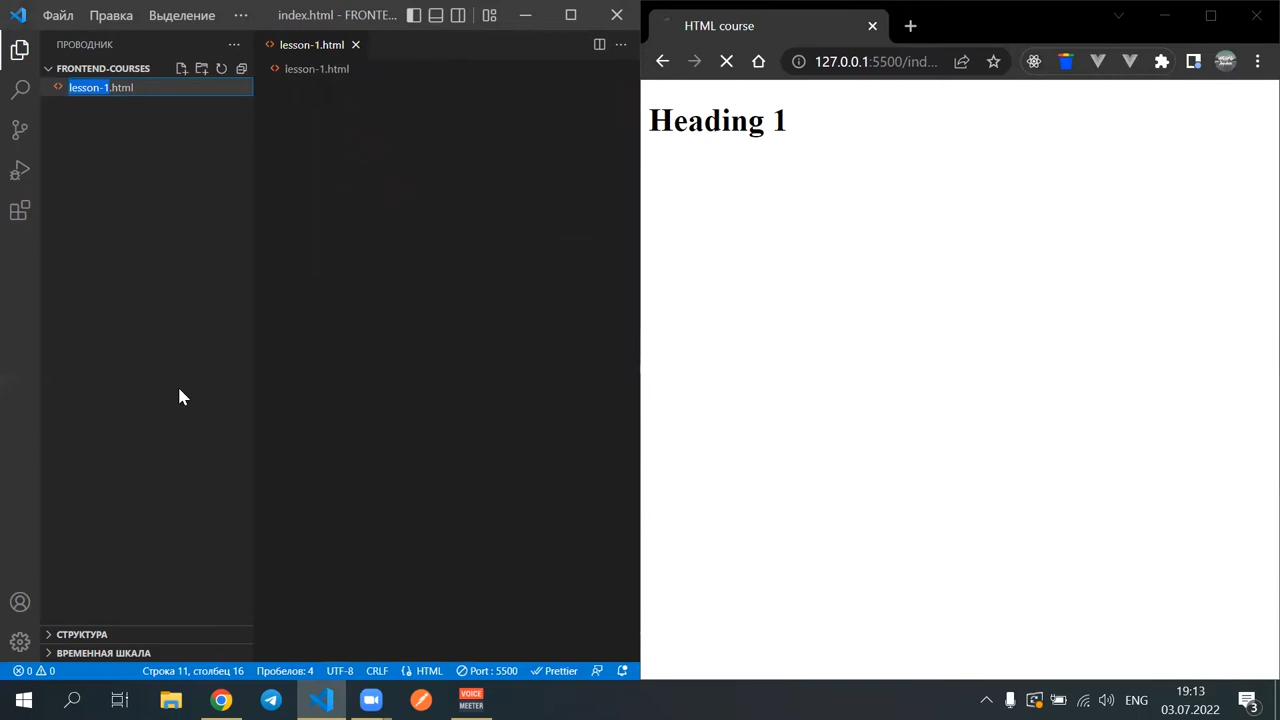 Файл Правка Выделение ··· index.html - FRONTE...
ПРОВОДНИК ···
FRONTEND-COURSES
lesson-1.html
lesson-1.html
lesson-1.html
СТРУКТУРА
ВРЕМЕННАЯ ШКАЛА
0 0 Строка 11, столбец 16 Пробелов: 4 UTF-8 CRLF HTML Port : 5500 Prettier
HTML course
127.0.0.1:5500/ind...
Heading 1
VOICE
MEETER
ENG
19:13
03.07.2022
3